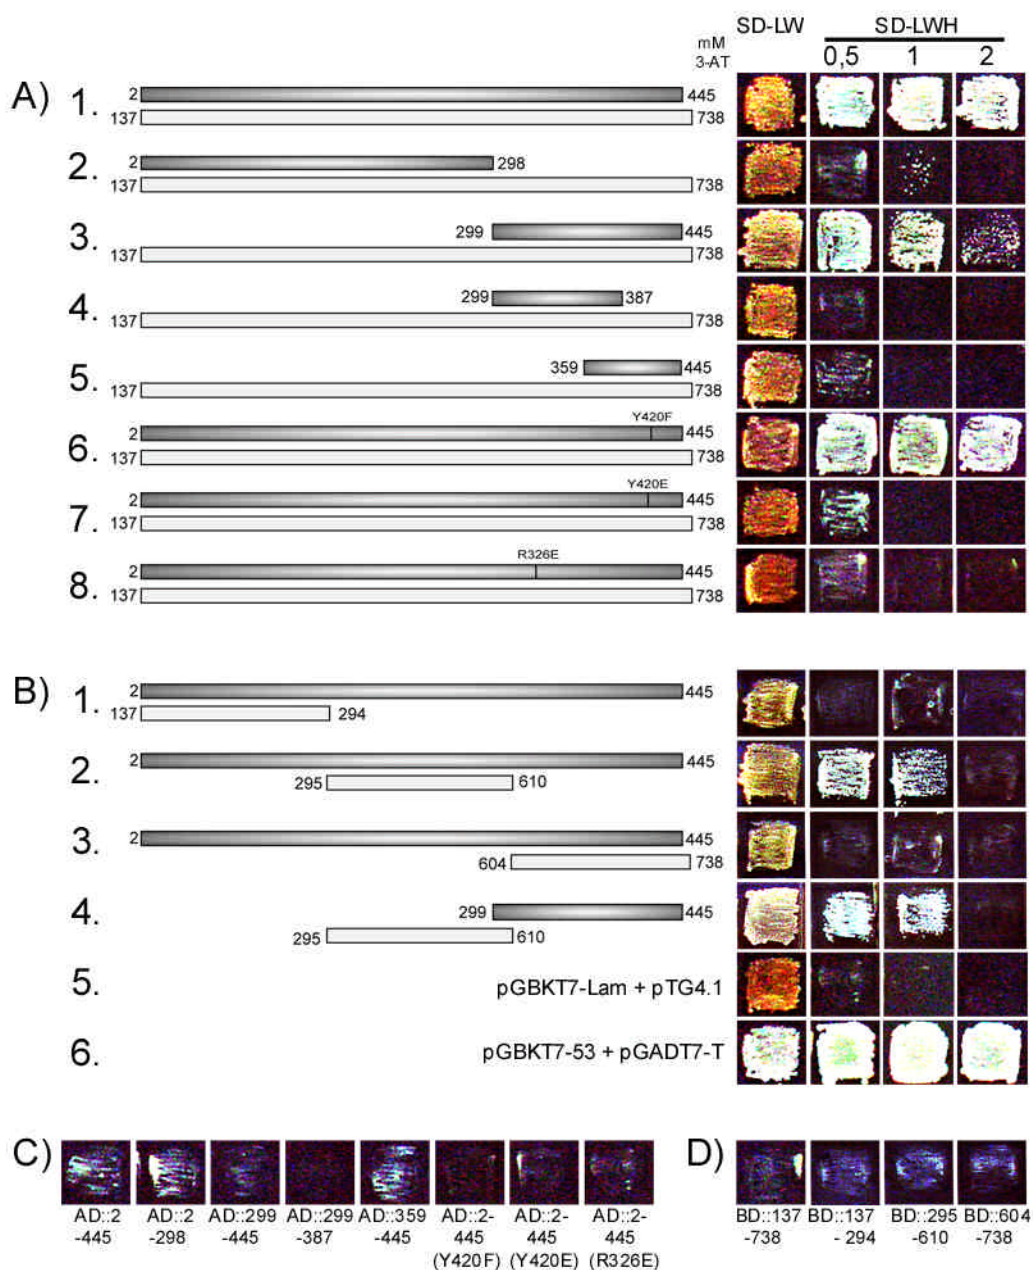 SD-LW SD-LWH
mM
3-AT 0,5 1 2
A) 1. 2 445
137 738
2. 2 298
137 738
3. 299 445
137 738
4. 299 387
137 738
5. 359 445
137 738
Y420F
6. 2 445
137 738
Y420E
7. 2 445
137 738
R326E
8. 2 445
137 738
B) 1. 2 445
137 294
2. 2 445
295 610
3. 2 445
604 738
4. 299 445
295 610
5. pGBKT7-Lam + pTG4.1
6. pGBKT7-53 + pGADT7-T
C) D)
AD::2 AD::2 AD::299 AD::299 AD::359 AD::2- AD::2- AD::2- BD::137 BD::137 BD::295 BD::604
-445 -298 -445 -387 -445 445 445 445 -738 - 294 -610 -738
(Y420F) (Y420E) (R326E)